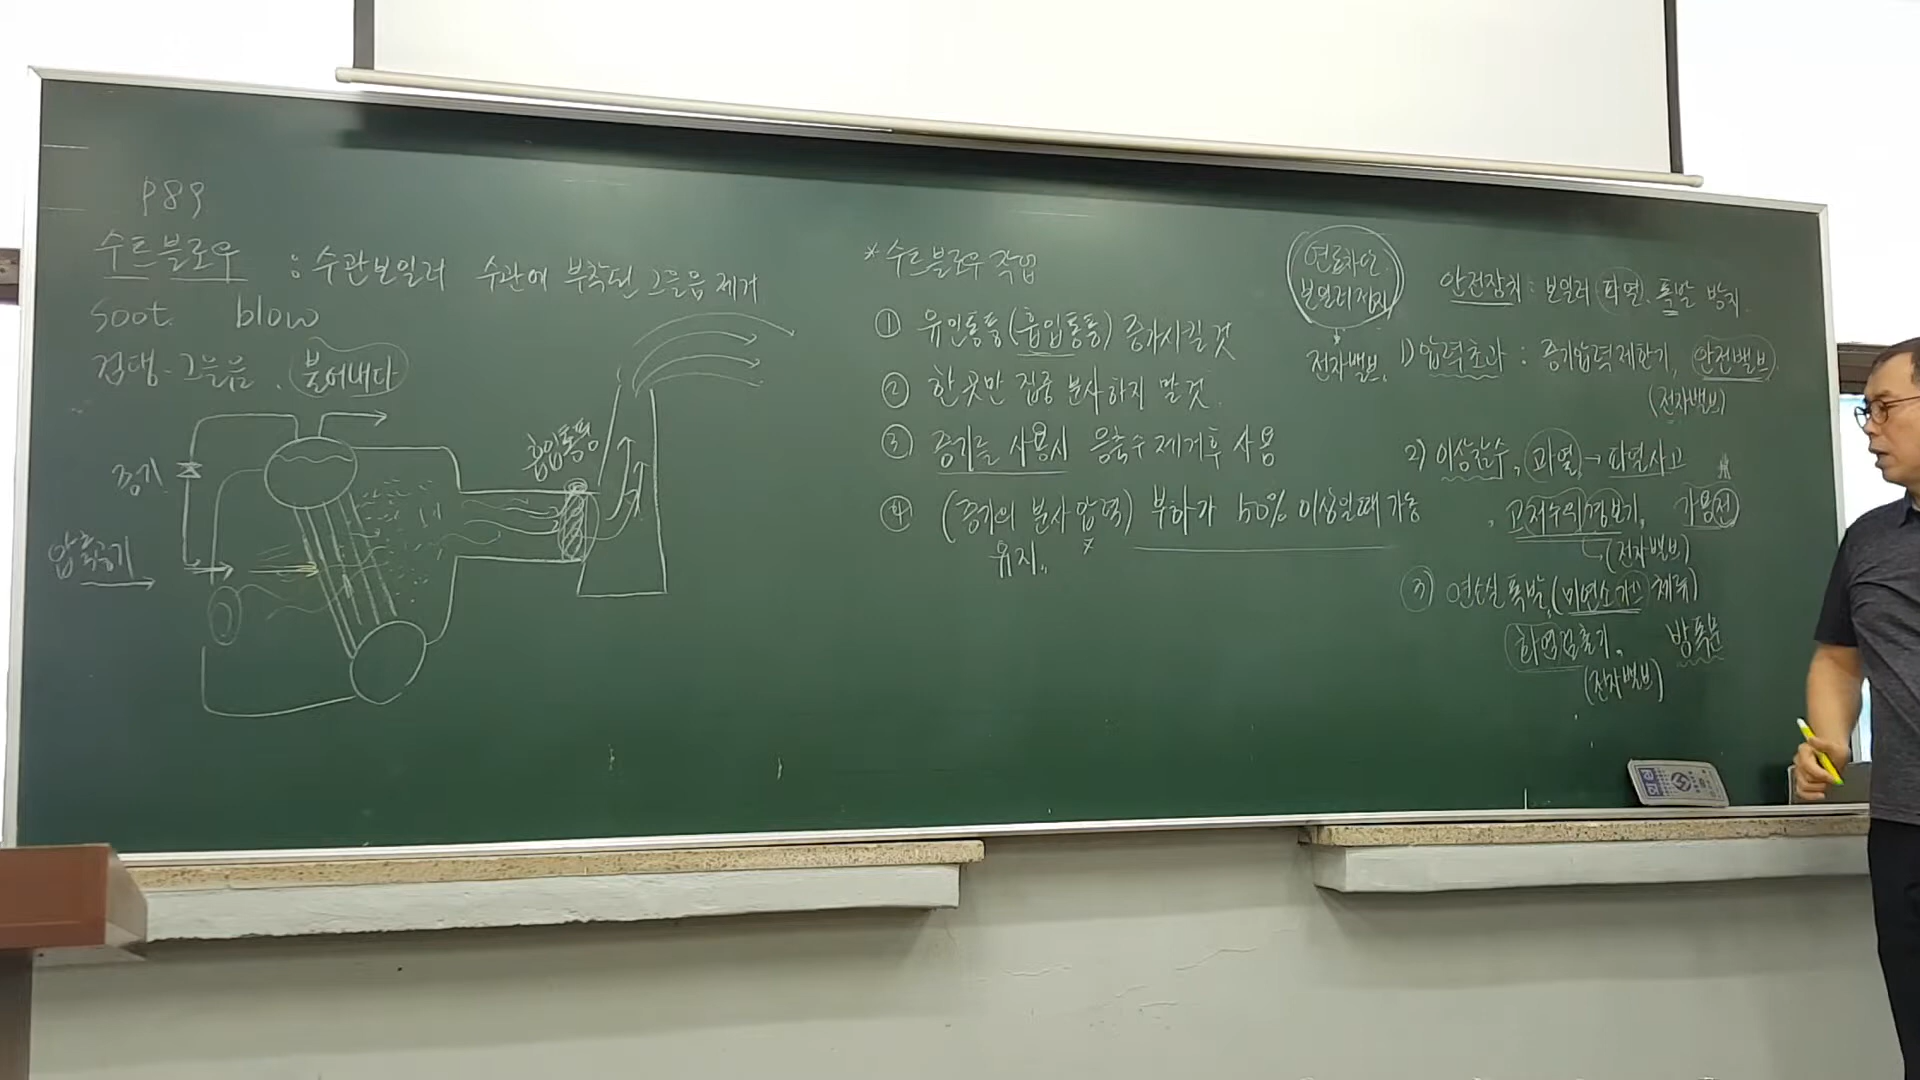 P89
수트블로우 : 수관보일러 수관에 부착된 그을음 제거
soot blow
검댕·그을음. 불어내다
증기
압축공기
흡입통풍
*수트블로우 작업
① 유인통풍(흡입통풍) 증가시킬것
② 한곳만 집중 분사하지 말것.
③ 증기를 사용시 응축수 제거후 사용
④ (증기의 분사 압력) 부하가 50% 이상일때 가동
유지.
연료차단.
보일러정지
전자밸브.
안전장치 : 보일러 파열. 폭발 방지.
1) 압력초과 : 증기압력제한기, 안전밸브.
(전자밸브)
2) 이상감수, 과열 → 파열사고
, 고저수위경보기, 가용전
(전자밸브)
3) 연소실 폭발, (미연소가스 체류)
화염검출기, 방폭문
(전자밸브)